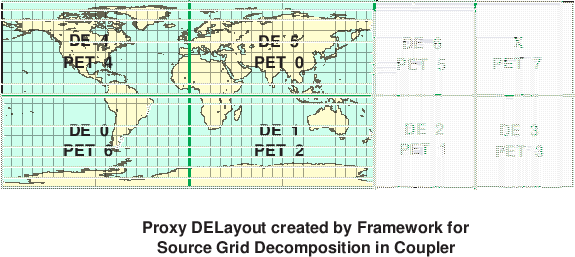 DE 4
DE 5
DE 6
X
PET 4
PET 0
PET 5
PET 7
DE 0
DE 1
DE 2
DE 3
PET 6
PET 2
PET 1
PET 3
Proxy DELayout created by Framework for
Source Grid Decomposition in Coupler